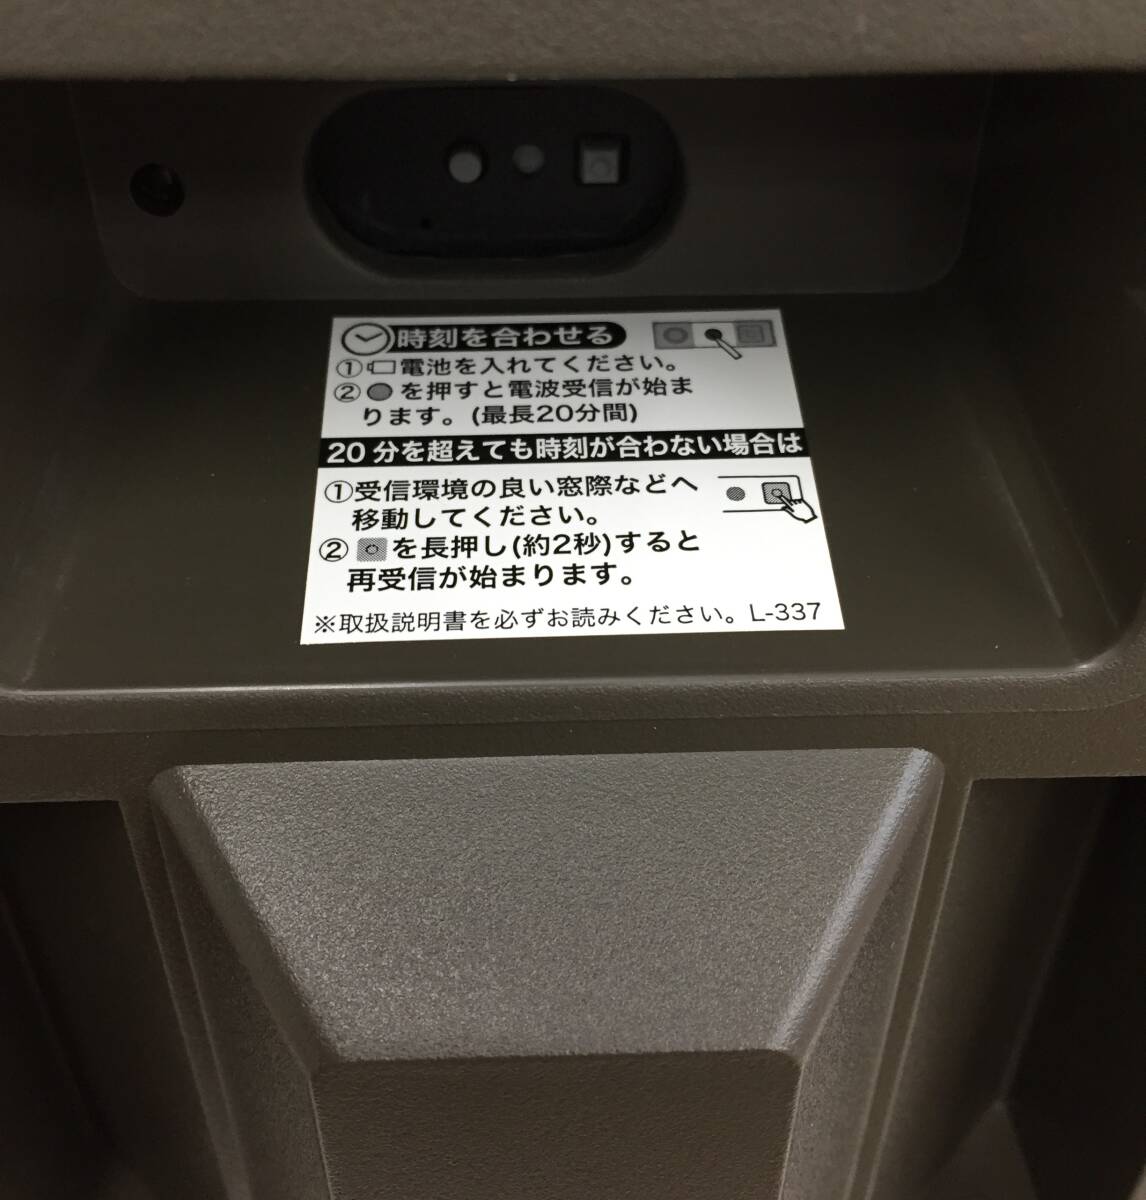 時刻を合わせる
①電池を入れてください。
②●を押すと電波受信が始ま
ります。(最長20分間)
20分を超えても時刻が合わない場合は
①受信環境の良い窓際などへ
移動してください。
②を長押し(約2秒)すると
再受信が始まります。
※取扱説明書を必ずお読みください。L-337